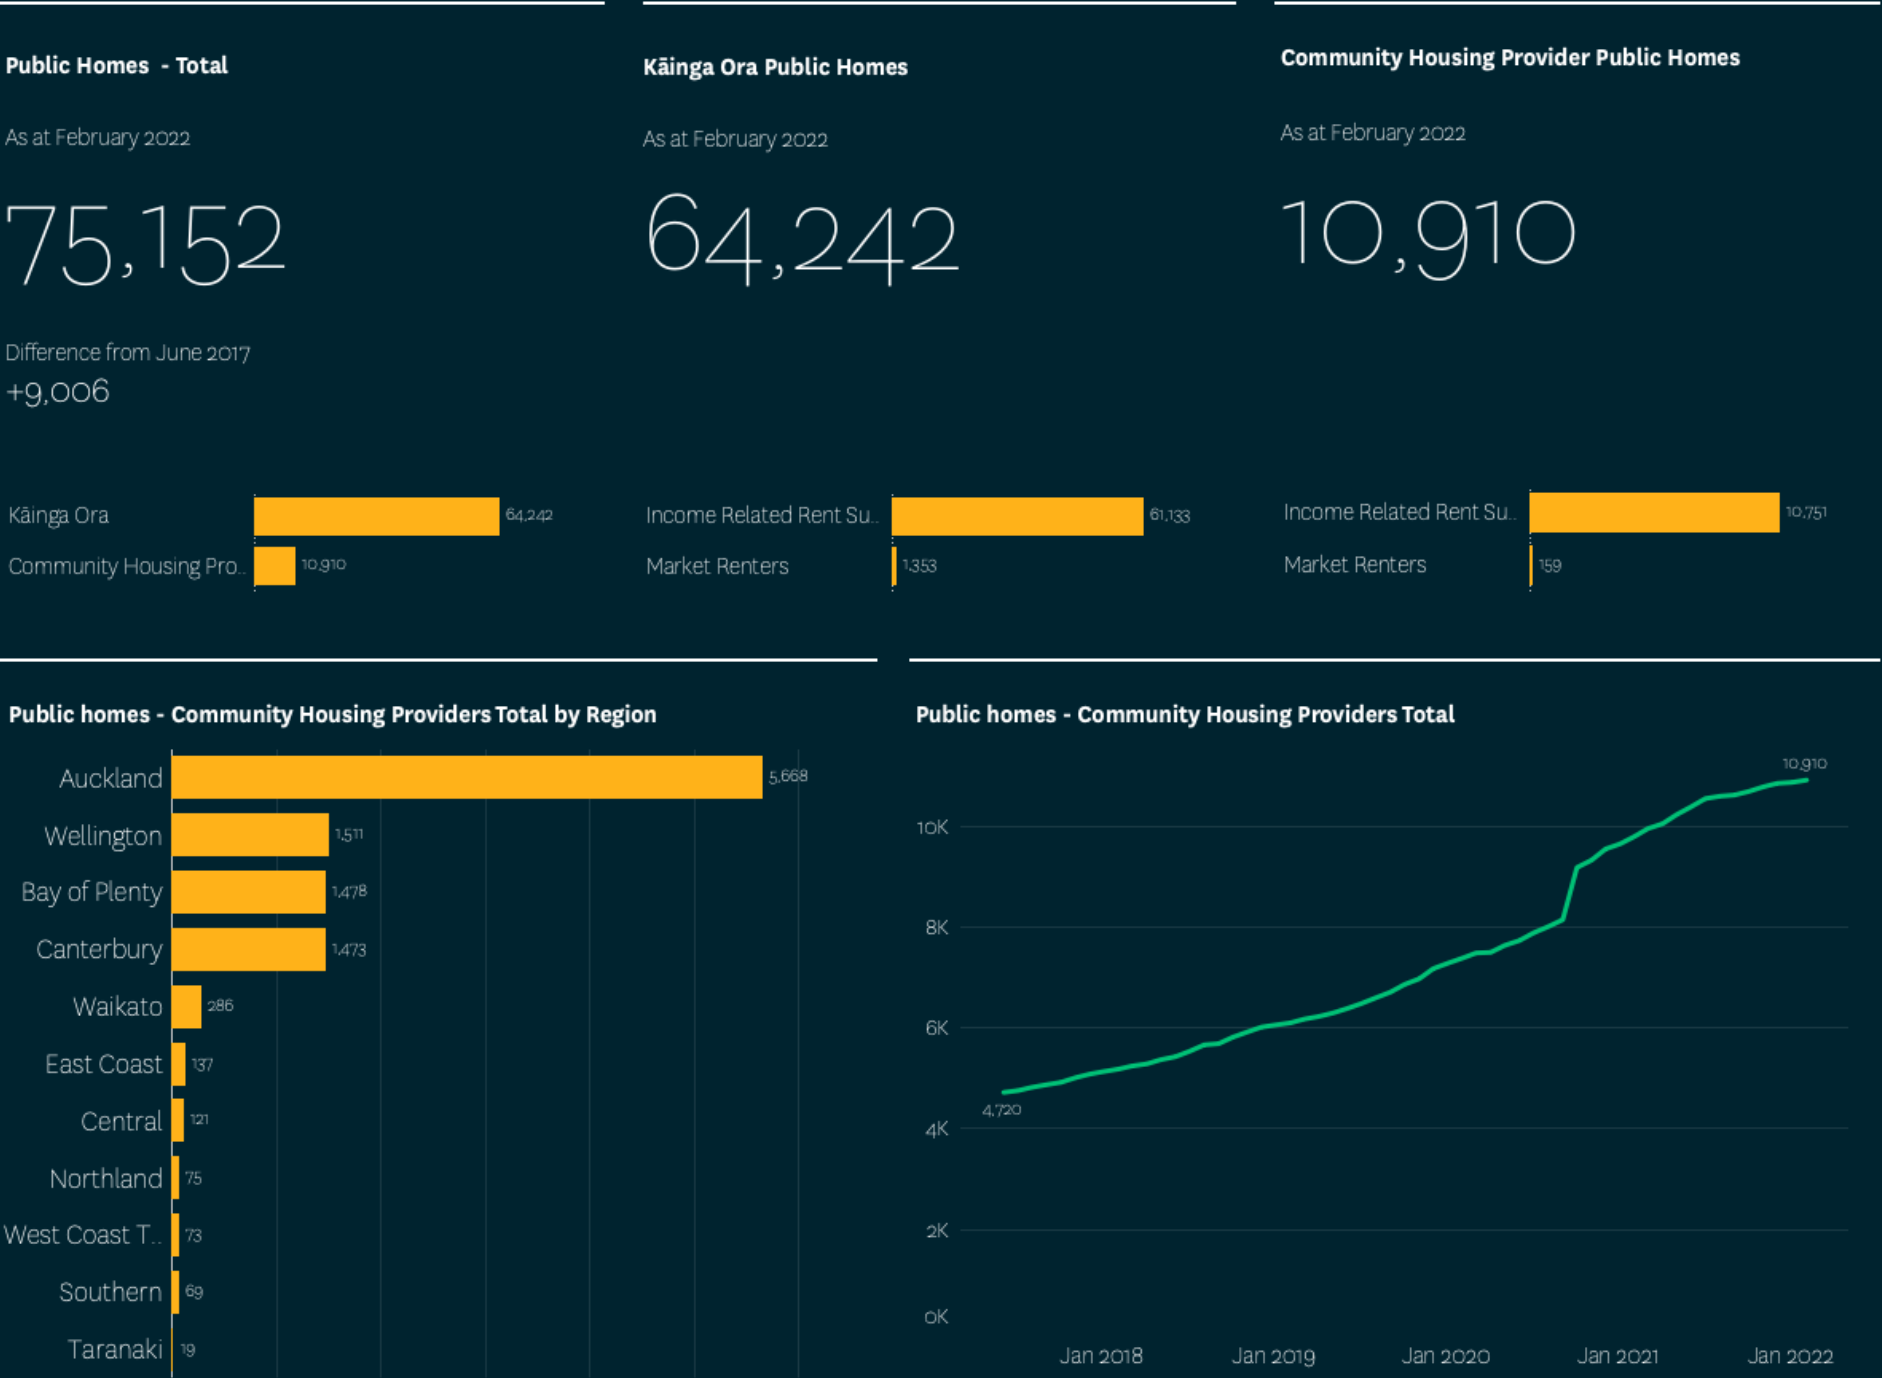 Public Homes - Total
As at February 2022
75,152
Difference from June 2017
+9,006
Kāinga Ora 64,242
Community Housing Pro.. 10,910
Kāinga Ora Public Homes
As at February 2022
64,242
Income Related Rent Su.. 61,133
Market Renters 1,353
Community Housing Provider Public Homes
As at February 2022
10,910
Income Related Rent Su.. 10,751
Market Renters 159
Public homes - Community Housing Providers Total by Region
Auckland 5,668
Wellington 1,511
Bay of Plenty 1,478
Canterbury 1,473
Waikato 286
East Coast 137
Central 121
Northland 75
West Coast T.. 73
Southern 69
Taranaki 19
Public homes - Community Housing Providers Total
10,910
10K
8K
6K
4,720
4K
2K
0K
Jan 2018 Jan 2019 Jan 2020 Jan 2021 Jan 2022